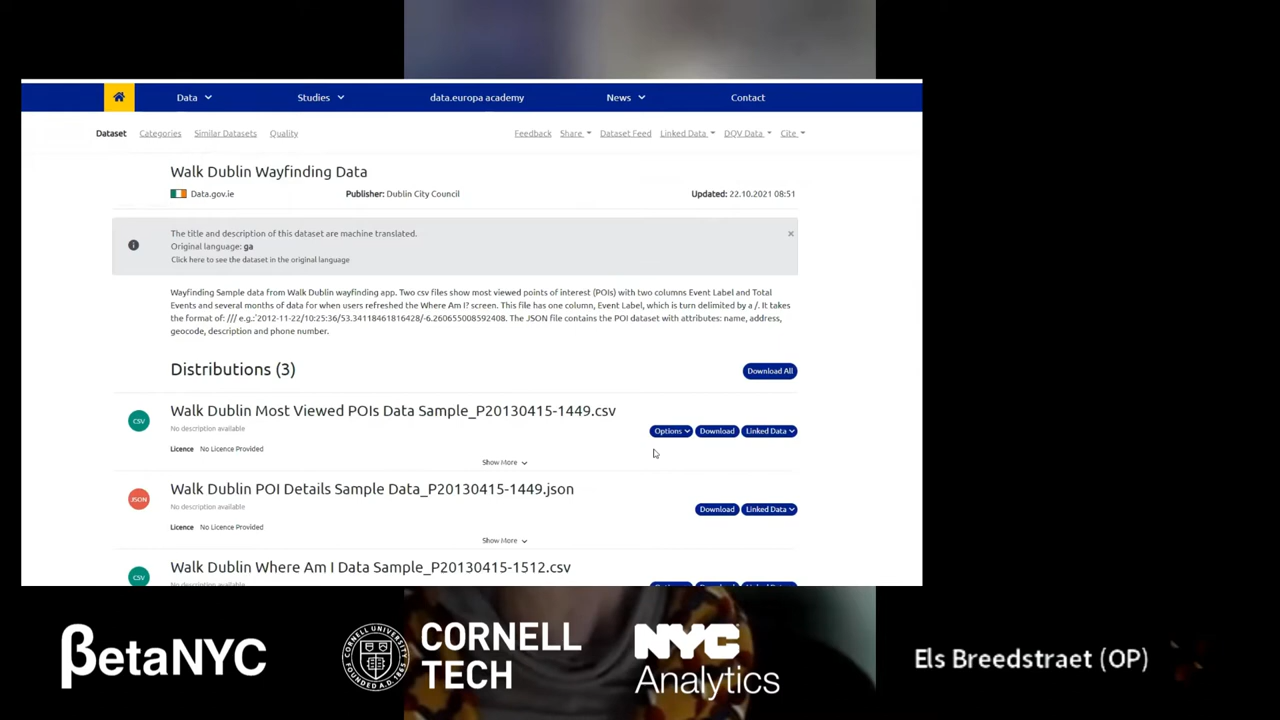 Data Studies data.europa academy News Contact
Dataset Categories Similar Datasets Quality Feedback Share Dataset Feed Linked Data DQV Data Cite
Walk Dublin Wayfinding Data
Data.gov.ie Publisher: Dublin City Council Updated: 22.10.2021 08:51
The title and description of this dataset are machine translated.
Original language: ga
Click here to see the dataset in the original language
Wayfinding Sample data from Walk Dublin wayfinding app. Two csv files show most viewed points of interest (POIs) with two columns Event Label and Total
Events and several months of data for when users refreshed the Where Am I? screen. This file has one column, Event Label, which is turn delimited by a /. It takes
the format of: /// e.g.:`2012-11-22/10:25:36/53.34118461816428/-6.260655008592408. The JSON file contains the POI dataset with attributes: name, address,
geocode, description and phone number.
Distributions (3) Download All
Walk Dublin Most Viewed POIs Data Sample_P20130415-1449.csv
CSV No description available Options Download Linked Data
Licence No Licence Provided
Show More
Walk Dublin POI Details Sample Data_P20130415-1449.json
JSON No description available Download Linked Data
Licence No Licence Provided
Show More
Walk Dublin Where Am I Data Sample_P20130415-1512.csv
CSV
βetaNYC CORNELL TECH NYC Analytics Els Breedstraet (OP)